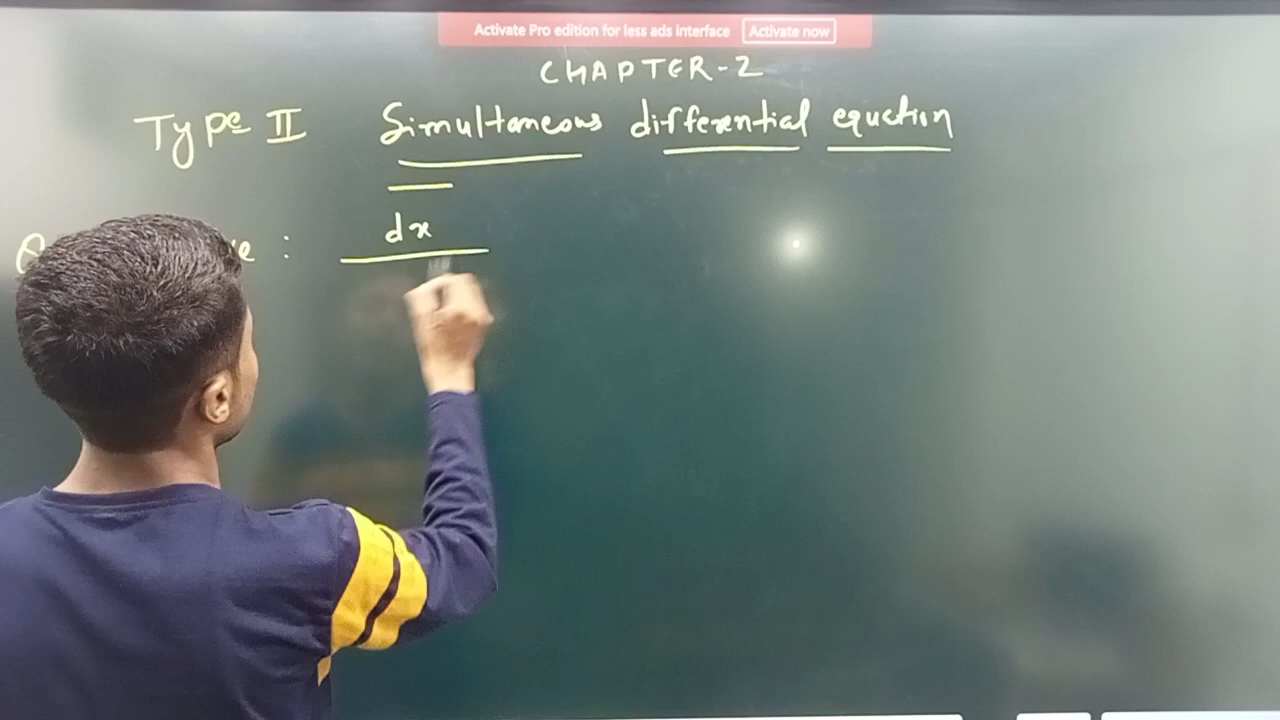 Activate Pro edition for less ads interface Activate now
CHAPTER-2
Type II Simultaneous differential equation
:
dx